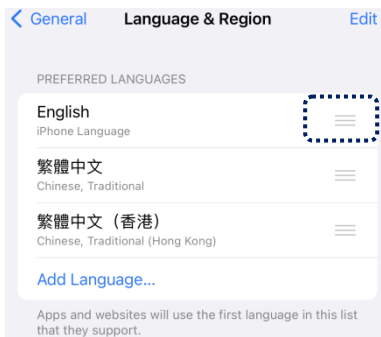 General Language & Region Edit
PREFERRED LANGUAGES
English
iPhone Language
繁體中文
Chinese, Traditional
繁體中文（香港）
Chinese, Traditional (Hong Kong)
Add Language...
Apps and websites will use the first language in this list
that they support.